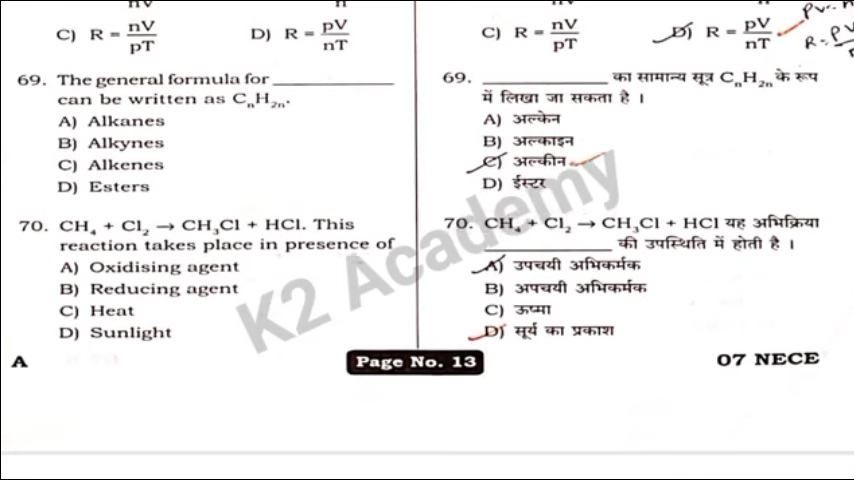 C) R = nV/pT
D) R = pV/nT
69. The general formula for ____________
can be written as CₙH₂ₙ.
A) Alkanes
B) Alkynes
C) Alkenes
D) Esters
70. CH₄ + Cl₂ → CH₃Cl + HCl. This
reaction takes place in presence of
A) Oxidising agent
B) Reducing agent
C) Heat
D) Sunlight
C) R = nV/pT
D) R = pV/nT
69. ____________ का सामान्य सूत्र CₙH₂ₙ के रूप
में लिखा जा सकता है ।
A) अल्केन
B) अल्काइन
C) अल्कीन
D) ईस्टर
70. CH₄ + Cl₂ → CH₃Cl + HCl यह अभिक्रिया
____________ की उपस्थिति में होती है ।
A) उपचयी अभिकर्मक
B) अपचयी अभिकर्मक
C) ऊष्मा
D) सूर्य का प्रकाश
K2 Academy
A
Page No. 13
07 NECE